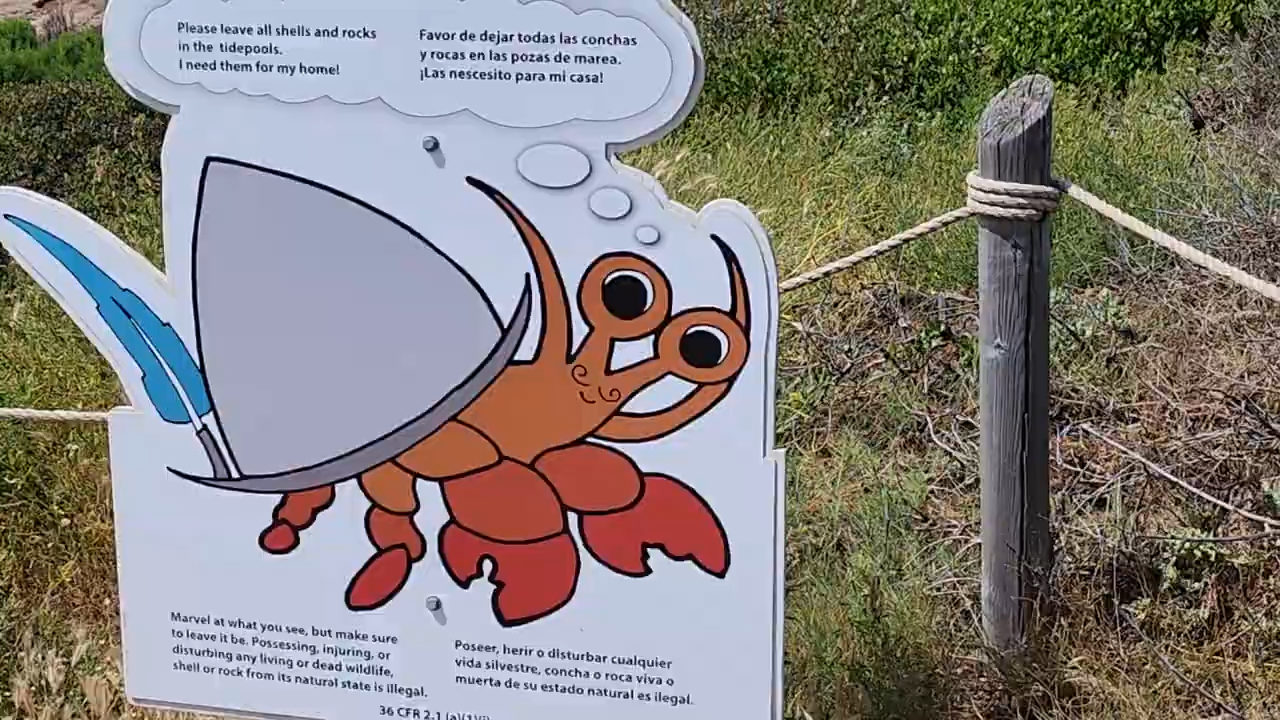 Please leave all shells and rocks
in the tidepools.
I need them for my home!
Favor de dejar todas las conchas
y rocas en las pozas de marea.
¡Las nescesito para mi casa!
Marvel at what you see, but make sure
to leave it be. Possessing, injuring, or
disturbing any living or dead wildlife,
shell or rock from its natural state is illegal.
Poseer, herir o disturbar cualquier
vida silvestre, concha o roca viva o
muerta de su estado natural es ilegal.
36 CFR 2.1